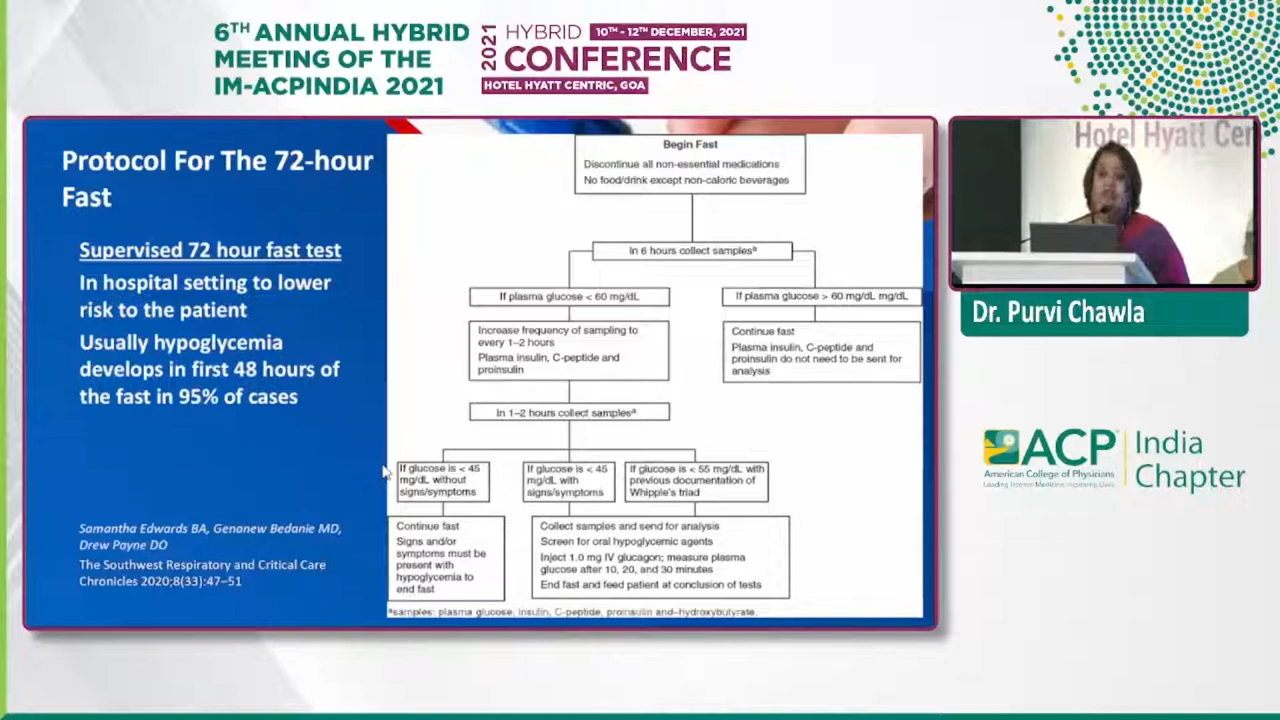 6TH ANNUAL HYBRID
MEETING OF THE
IM-ACPINDIA 2021
2021
HYBRID 10TH - 12TH DECEMBER, 2021
CONFERENCE
HOTEL HYATT CENTRIC, GOA
Protocol For The 72-hour
Fast
Supervised 72 hour fast test
In hospital setting to lower
risk to the patient
Usually hypoglycemia
develops in first 48 hours of
the fast in 95% of cases
Samantha Edwards BA, Genanew Bedanie MD,
Drew Payne DO
The Southwest Respiratory and Critical Care
Chronicles 2020;8(33):47–51
Begin Fast
Discontinue all non-essential medications
No food/drink except non-caloric beverages
In 6 hours collect samplesª
If plasma glucose < 60 mg/dL
If plasma glucose > 60 mg/dL mg/dL
Increase frequency of sampling to
every 1–2 hours
Plasma insulin, C-peptide and
proinsulin
Continue fast
Plasma insulin, C-peptide and
proinsulin do not need to be sent for
analysis
In 1–2 hours collect samplesª
If glucose is < 45
mg/dL without
signs/symptoms
If glucose is < 45
mg/dL with
signs/symptoms
If glucose is < 55 mg/dL with
previous documentation of
Whipple's triad
Continue fast
Signs and/or
symptoms must be
present with
hypoglycemia to
end fast
Collect samples and send for analysis
Screen for oral hypoglycemic agents
Inject 1.0 mg IV glucagon; measure plasma
glucose after 10, 20, and 30 minutes
End fast and feed patient at conclusion of tests
ªsamples: plasma glucose, insulin, C-peptide, proinsulin and–hydroxybutyrate.
Hotel Hyatt Cen
Dr. Purvi Chawla
ACP
American College of Physicians
Leading Internal Medicine, Improving Lives
India
Chapter